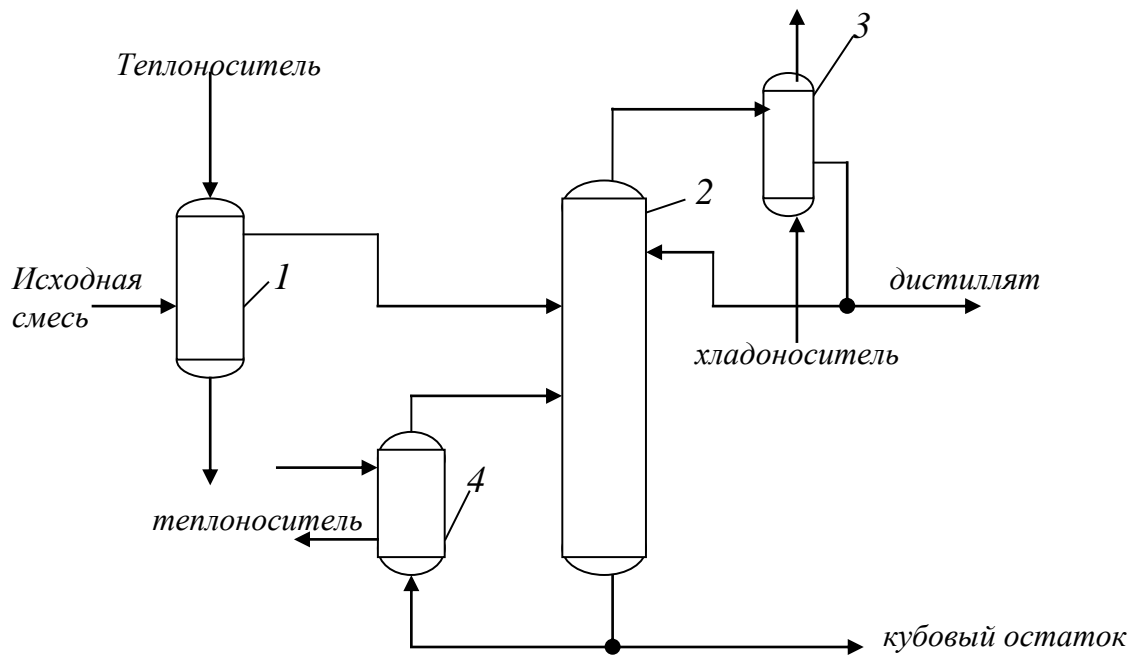 3
Теплоноситель
2
Исходная
смесь
1
дистиллят
хладоноситель
4
теплоноситель
кубовый остаток